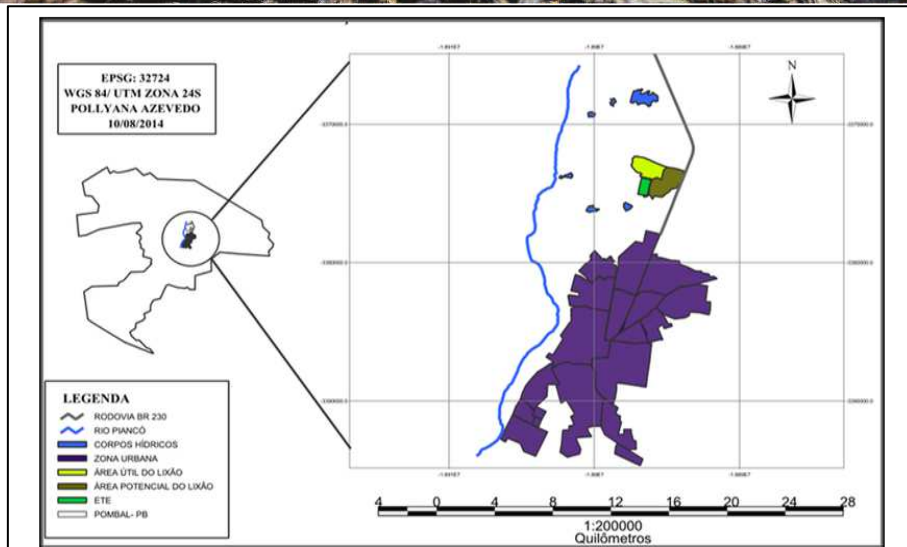 EPSG: 32724
WGS 84/ UTM ZONA 24S
POLLYANA AZEVEDO
10/08/2014
N
LEGENDA
RODOVIA BR 230
RIO PIANCÓ
CORPOS HÍDRICOS
ZONA URBANA
ÁREA ÚTIL DO LIXÃO
ÁREA POTENCIAL DO LIXÃO
ETE
POMBAL- PB
4 0 4 8 12 16 20 24 28
1:200000
Quilômetros